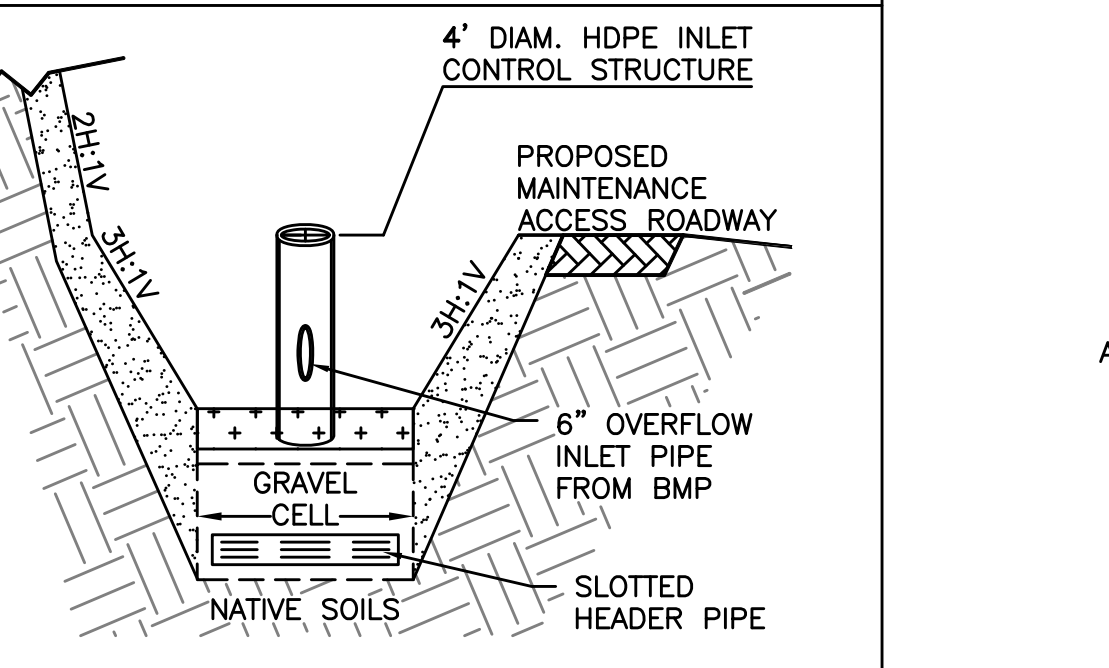 4' DIAM. HDPE INLET
CONTROL STRUCTURE
PROPOSED
MAINTENANCE
ACCESS ROADWAY
2H:1V
3H:1V
3H:1V
6" OVERFLOW
INLET PIPE
FROM BMP
GRAVEL
CELL
SLOTTED
HEADER PIPE
NATIVE SOILS